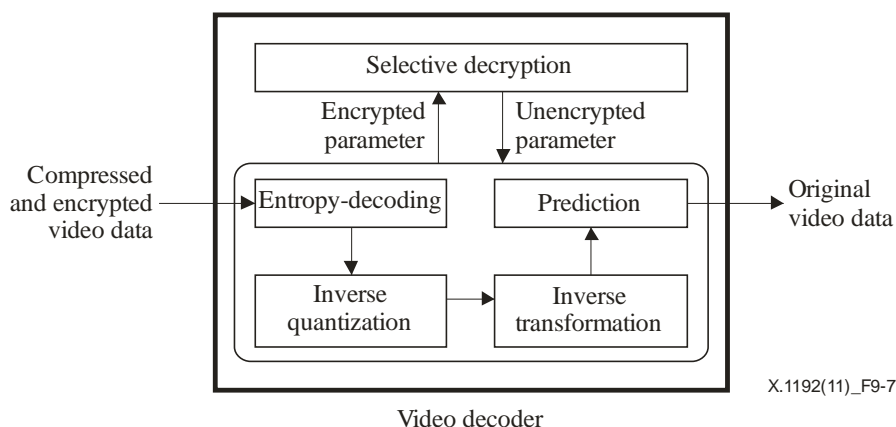 Selective decryption
Encrypted
parameter
Unencrypted
parameter
Compressed
and encrypted
video data
Entropy-decoding
Prediction
Original
video data
Inverse
quantization
Inverse
transformation
X.1192(11)_F9-7
Video decoder